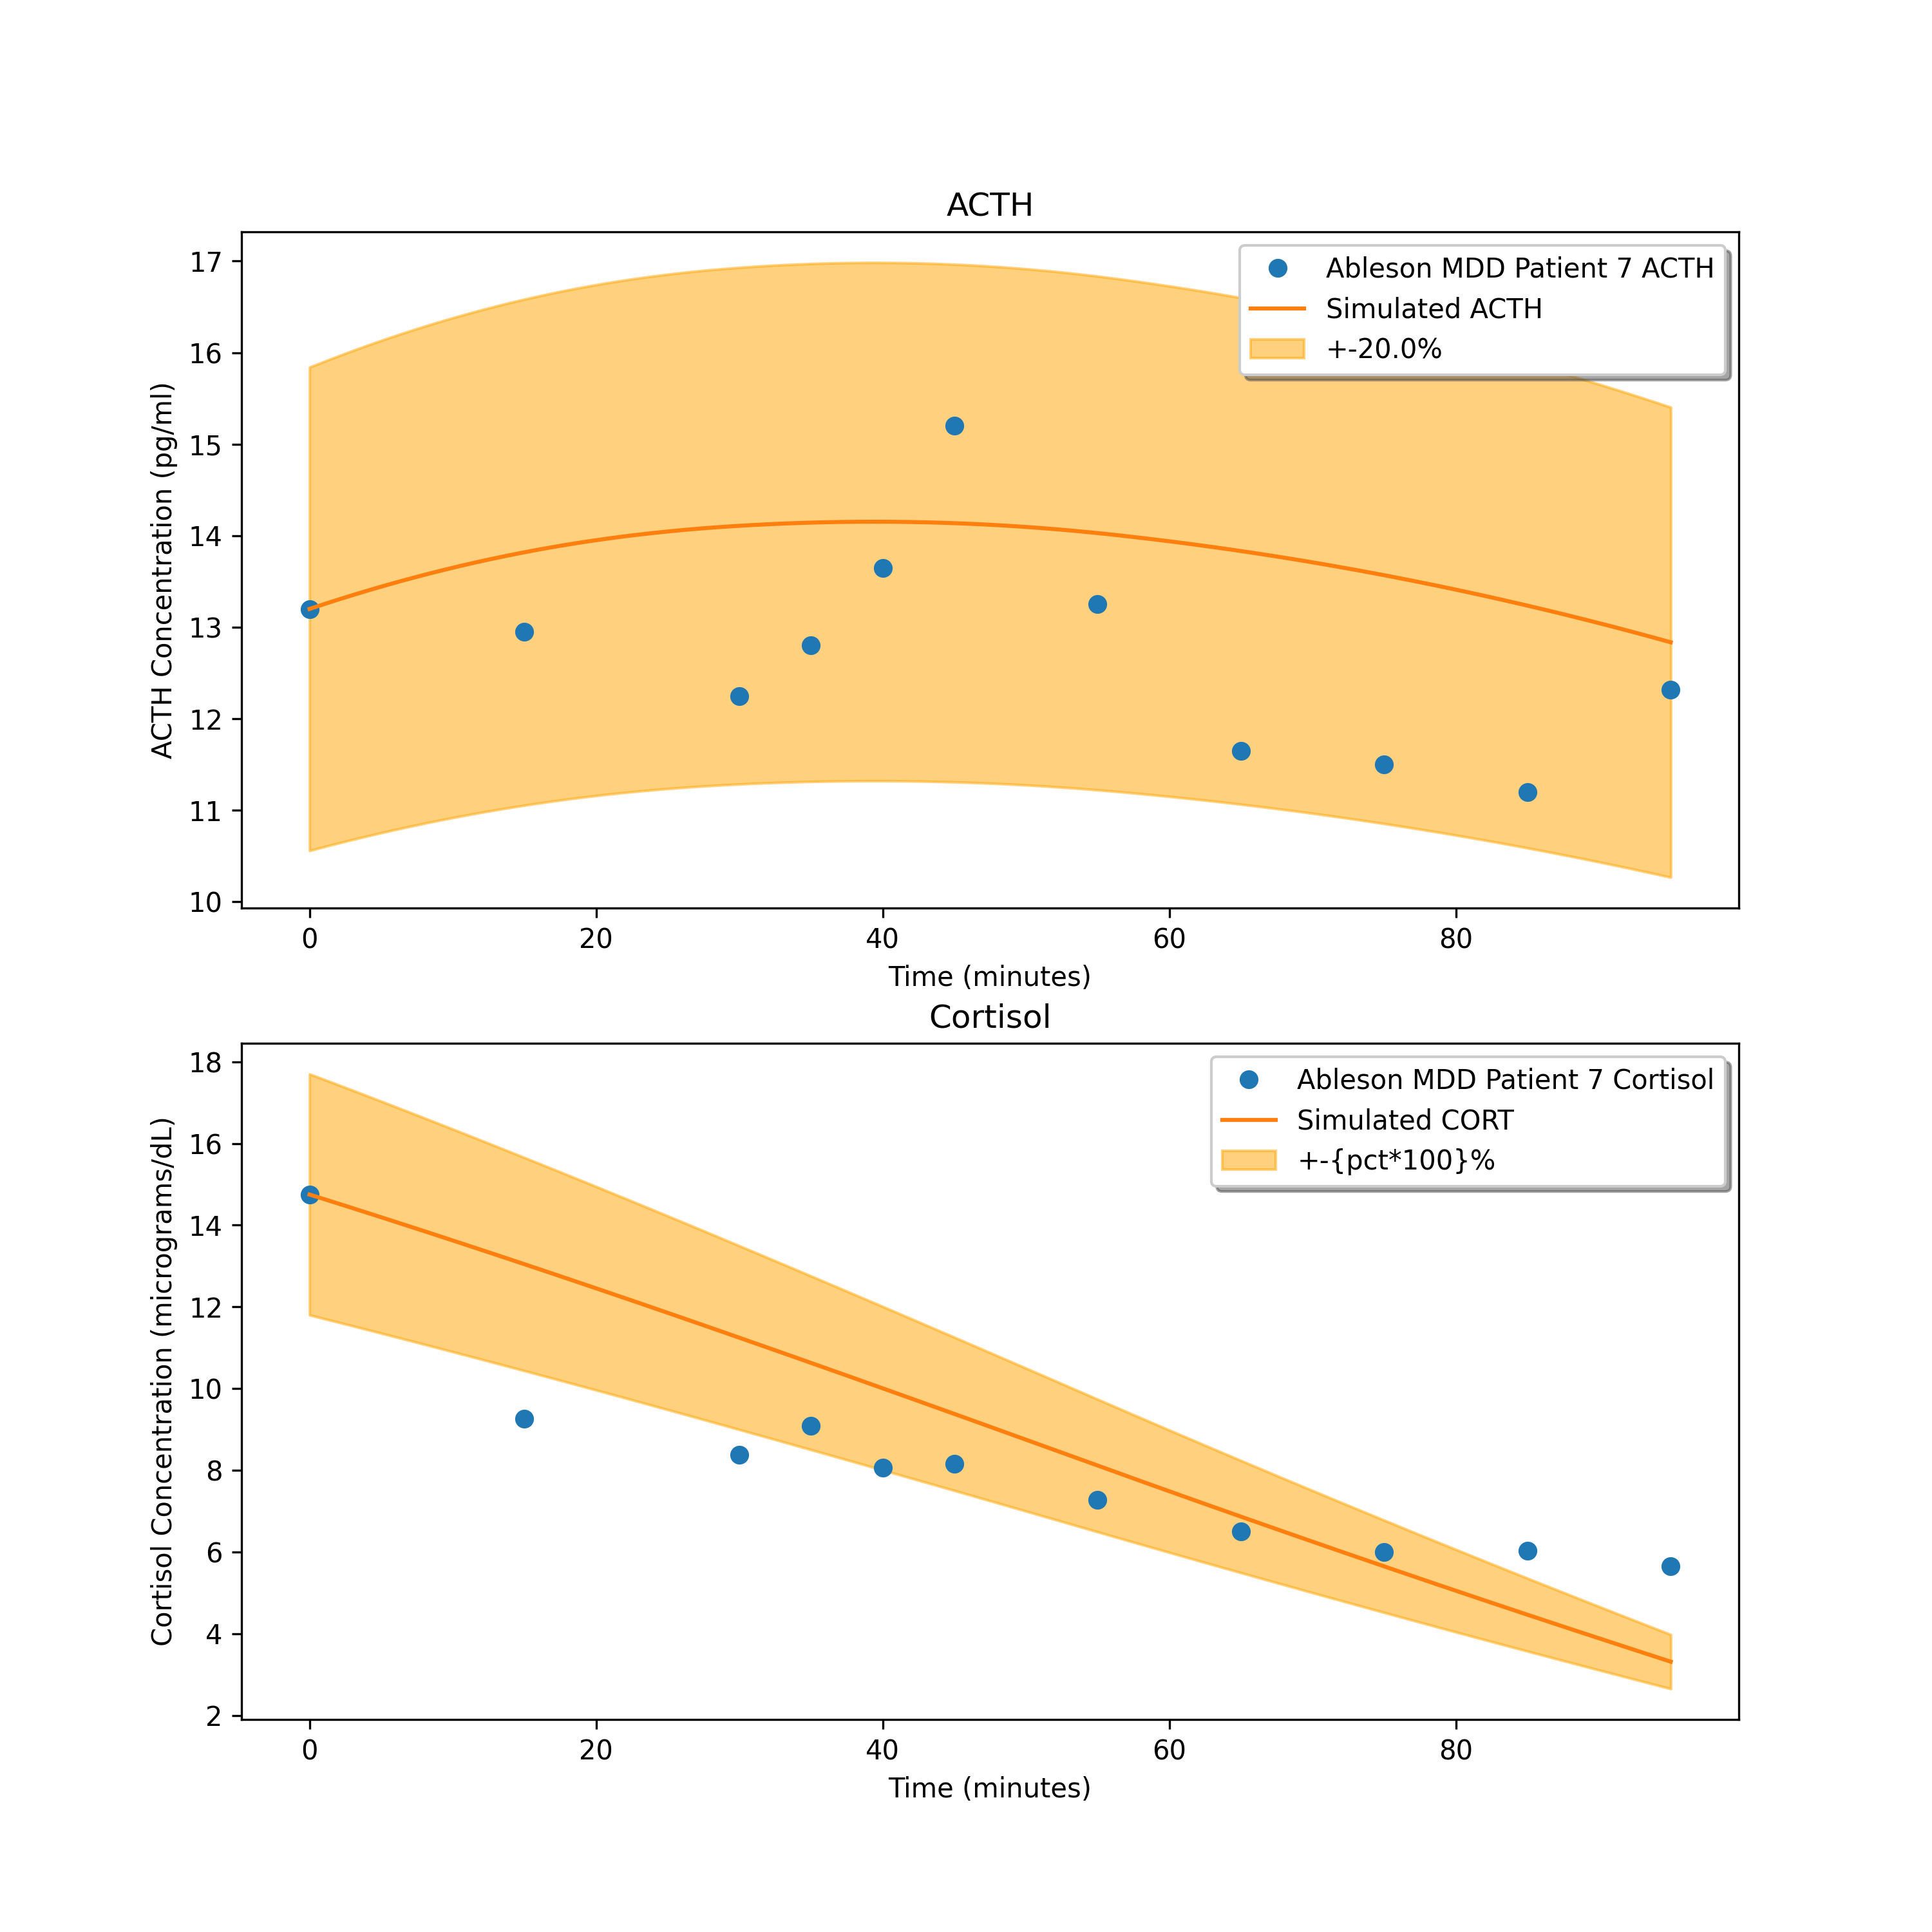 ACTH
17
16
15
14
13
12
11
10
ACTH Concentration (pg/ml)
Ableson MDD Patient 7 ACTH
Simulated ACTH
+-20.0%
0 20 40 60 80
Time (minutes)
Cortisol
18
16
14
12
10
8
6
4
2
Cortisol Concentration (micrograms/dL)
Ableson MDD Patient 7 Cortisol
Simulated CORT
+-{pct*100}%
0 20 40 60 80
Time (minutes)